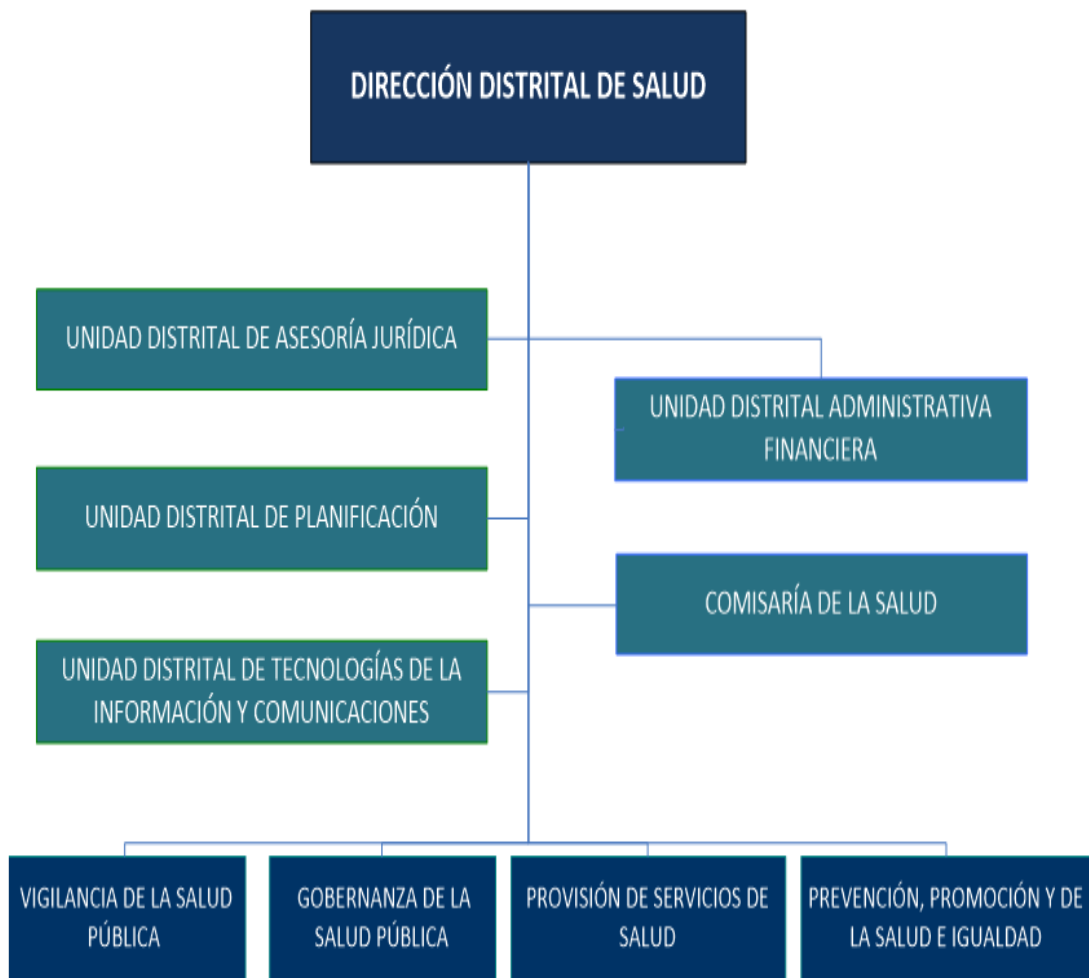 DIRECCIÓN DISTRITAL DE SALUD
UNIDAD DISTRITAL DE ASESORÍA JURÍDICA
UNIDAD DISTRITAL ADMINISTRATIVA
FINANCIERA
UNIDAD DISTRITAL DE PLANIFICACIÓN
COMISARÍA DE LA SALUD
UNIDAD DISTRITAL DE TECNOLOGÍAS DE LA
INFORMACIÓN Y COMUNICACIONES
VIGILANCIA DE LA SALUD
PÚBLICA
GOBERNANZA DE LA
SALUD PÚBLICA
PROVISIÓN DE SERVICIOS DE
SALUD
PREVENCIÓN, PROMOCIÓN Y DE
LA SALUD E IGUALDAD